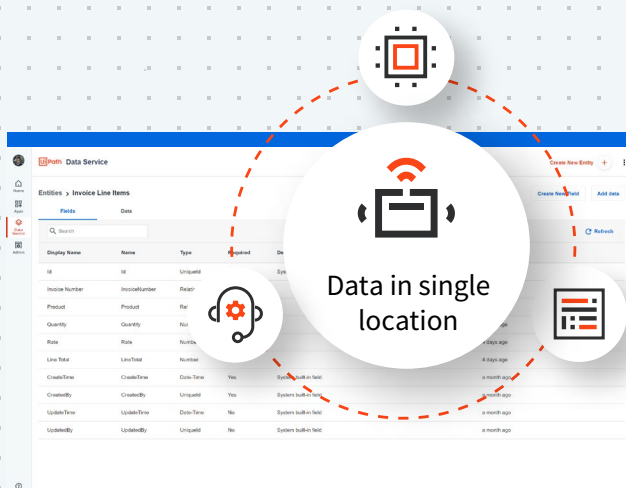 UiPath Data Service
Create New Entity +
Home
Apps
Data Service
Admin
Entities > Invoice Line Items
Create New Field Add data
Fields Data
Search
Refresh
Display Name Name Type Required
Id Id UniqueId
Invoice Number InvoiceNumber
Product Product
Quantity Quantity
Rate Rate days ago
Line Total LineTotal Number 4 days ago
CreateTime CreateTime Date-Time Yes System built-in field a month ago
CreatedBy CreatedBy UniqueId Yes System built-in field a month ago
UpdateTime UpdateTime Date-Time No System built-in field a month ago
UpdatedBy UpdatedBy UniqueId No System built-in field a month ago
Data in single
location